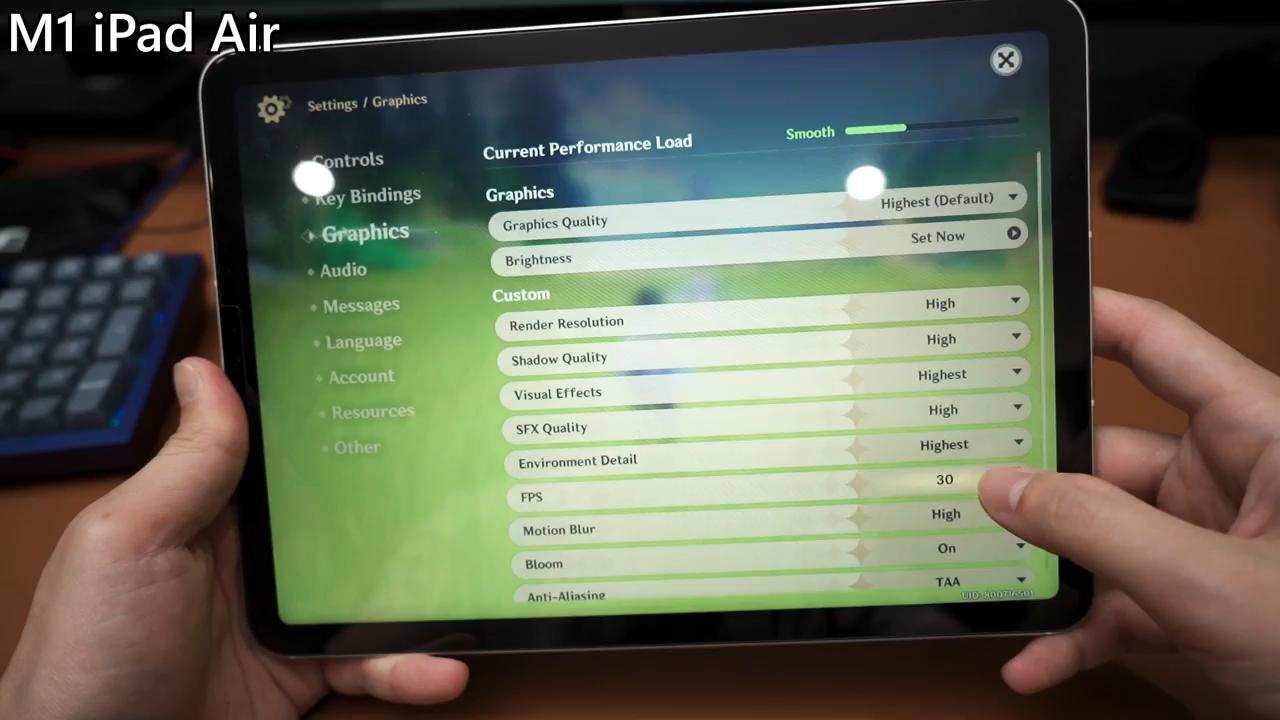 M1 iPad Air
Settings / Graphics
Controls
Key Bindings
Graphics
Audio
Messages
Language
Account
Resources
Other
Current Performance Load
Smooth
Graphics
Graphics Quality Highest (Default)
Brightness Set Now
Custom
Render Resolution High
Shadow Quality High
Visual Effects Highest
SFX Quality High
Environment Detail Highest
FPS 30
Motion Blur High
Bloom On
Anti-Aliasing TAA